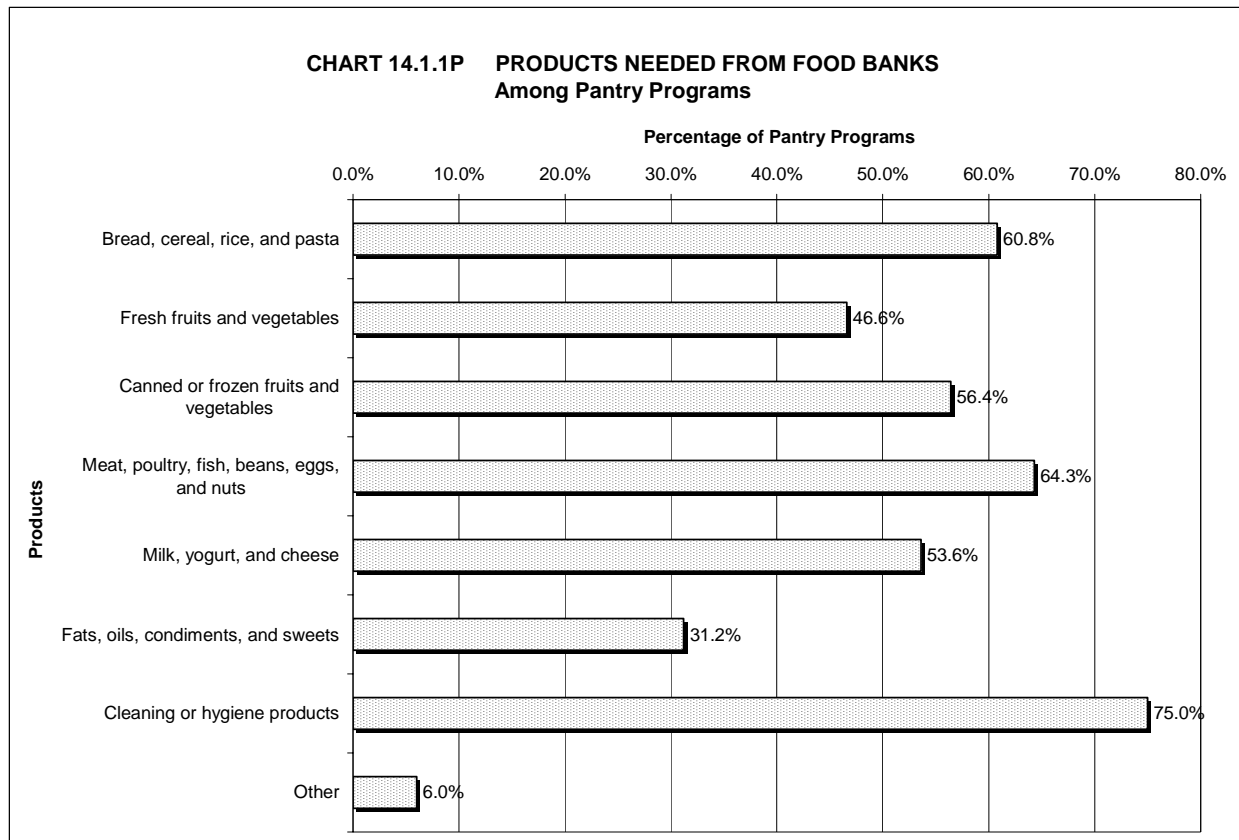 CHART 14.1.1P PRODUCTS NEEDED FROM FOOD BANKS
Among Pantry Programs
Percentage of Pantry Programs
0.0% 10.0% 20.0% 30.0% 40.0% 50.0% 60.0% 70.0% 80.0%
Products
Bread, cereal, rice, and pasta 60.8%
Fresh fruits and vegetables 46.6%
Canned or frozen fruits and
vegetables 56.4%
Meat, poultry, fish, beans, eggs,
and nuts 64.3%
Milk, yogurt, and cheese 53.6%
Fats, oils, condiments, and sweets 31.2%
Cleaning or hygiene products 75.0%
Other 6.0%